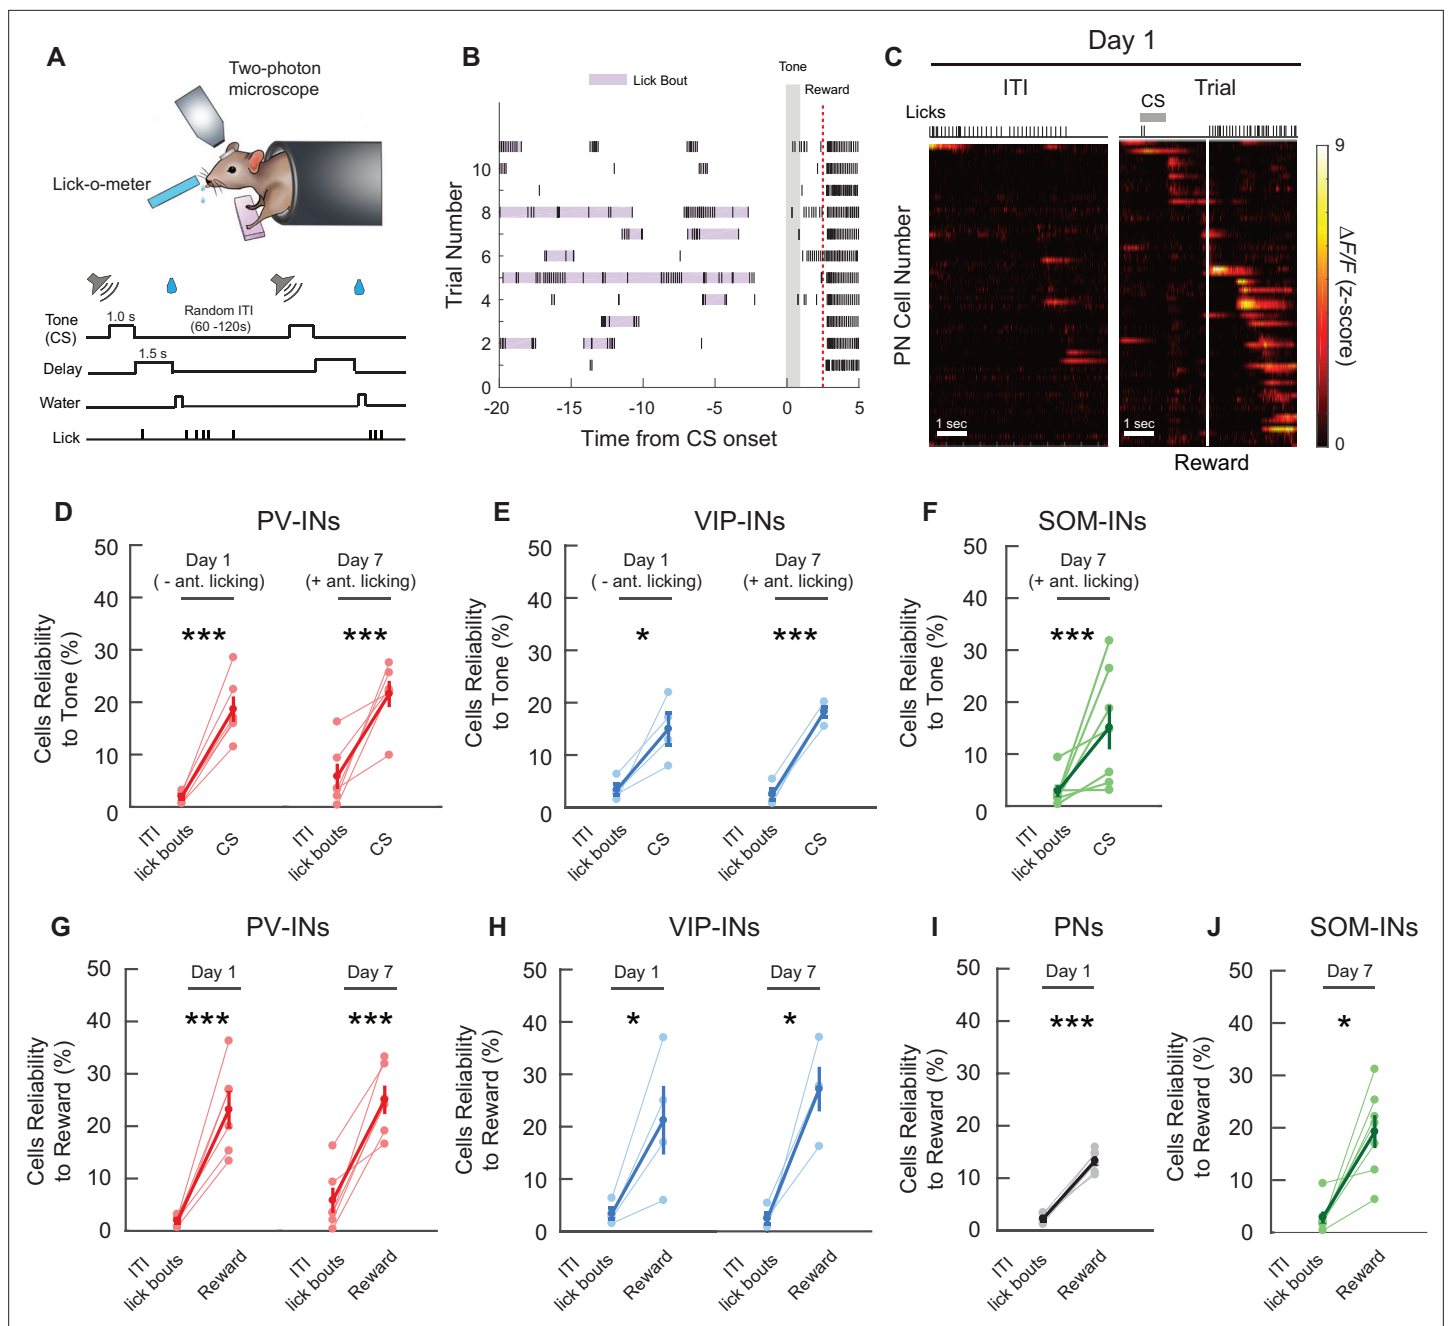 A
Two-photon
microscope
Lick-o-meter
Tone
(CS)
1.0 s
Random ITI
(60 -120s)
Delay
1.5 s
Water
Lick
B
Lick Bout
Tone
Reward
Trial Number
10
8
6
4
2
0
-20
-15
-10
-5
0
5
Time from CS onset
C
Day 1
ITI
Trial
Licks
CS
PN Cell Number
1 sec
1 sec
Reward
9
0
ΔF/F (z-score)
D
PV-INs
Day 1
( - ant. licking)
Day 7
(+ ant. licking)
***
***
Cells Reliability
to Tone (%)
50
40
30
20
10
0
ITI
lick bouts
CS
ITI
lick bouts
CS
E
VIP-INs
Day 1
( - ant. licking)
Day 7
(+ ant. licking)
*
***
Cells Reliability
to Tone (%)
50
40
30
20
10
0
ITI
lick bouts
CS
ITI
lick bouts
CS
F
SOM-INs
Day 7
(+ ant. licking)
***
Cells Reliability
to Tone (%)
50
40
30
20
10
0
ITI
lick bouts
CS
G
PV-INs
Day 1
Day 7
***
***
Cells Reliability
to Reward (%)
50
40
30
20
10
0
ITI
lick bouts
Reward
ITI
lick bouts
Reward
H
VIP-INs
Day 1
Day 7
*
*
Cells Reliability
to Reward (%)
50
40
30
20
10
0
ITI
lick bouts
Reward
ITI
lick bouts
Reward
I
PNs
Day 1
***
Cells Reliability
to Reward (%)
50
40
30
20
10
0
ITI
lick bouts
Reward
J
SOM-INs
Day 7
*
Cells Reliability
to Reward (%)
50
40
30
20
10
0
ITI
lick bouts
Reward